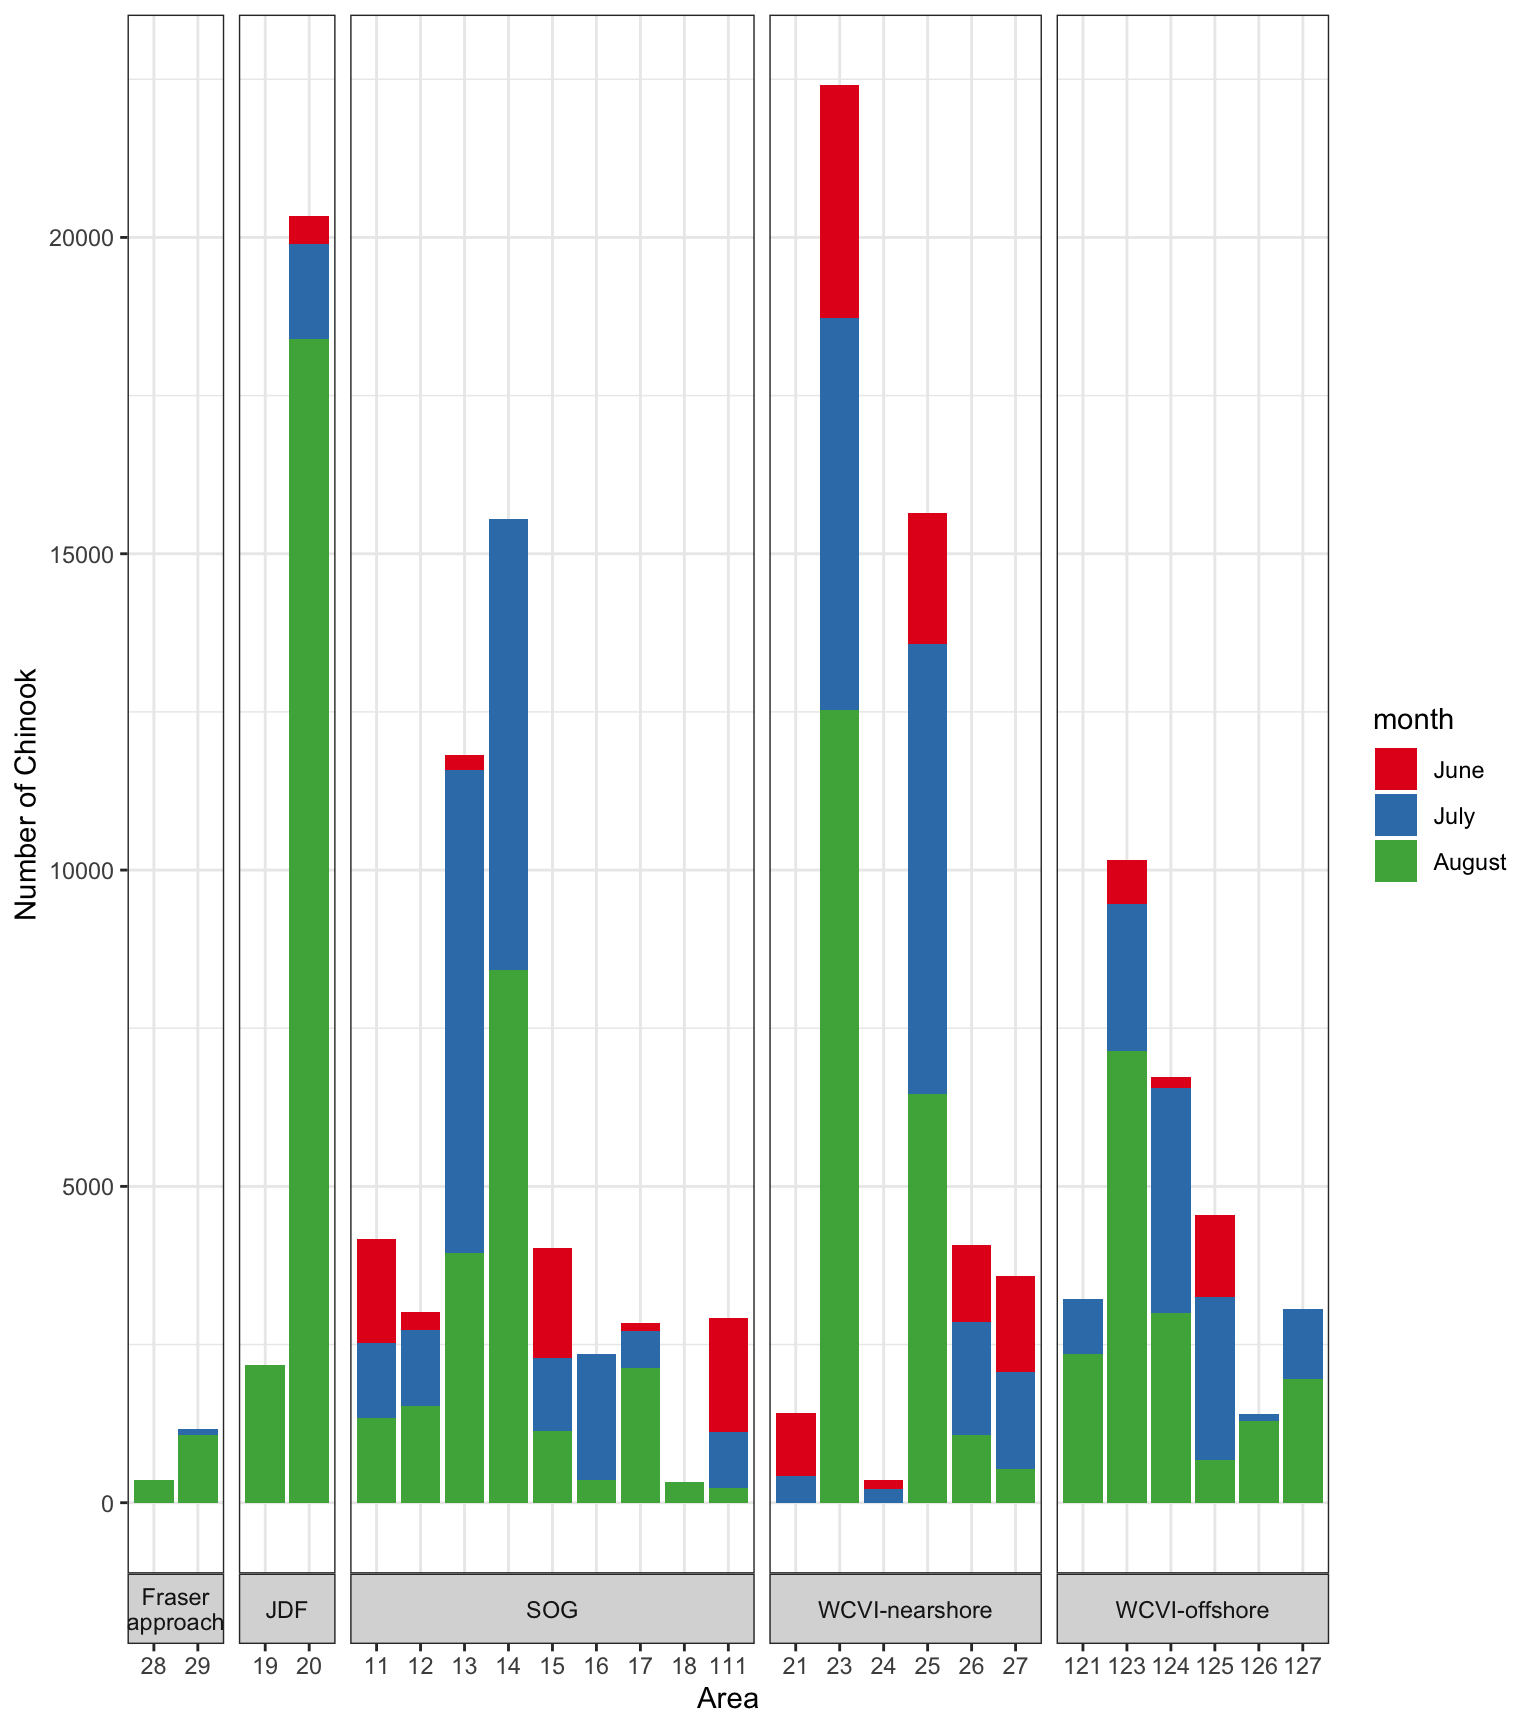 Number of Chinook
20000
15000
10000
5000
0
Fraser
approach
JDF
SOG
WCVI-nearshore
WCVI-offshore
28 29 19 20 11 12 13 14 15 16 17 18 111 21 23 24 25 26 27 121 123 124 125 126 127
Area
month
June
July
August